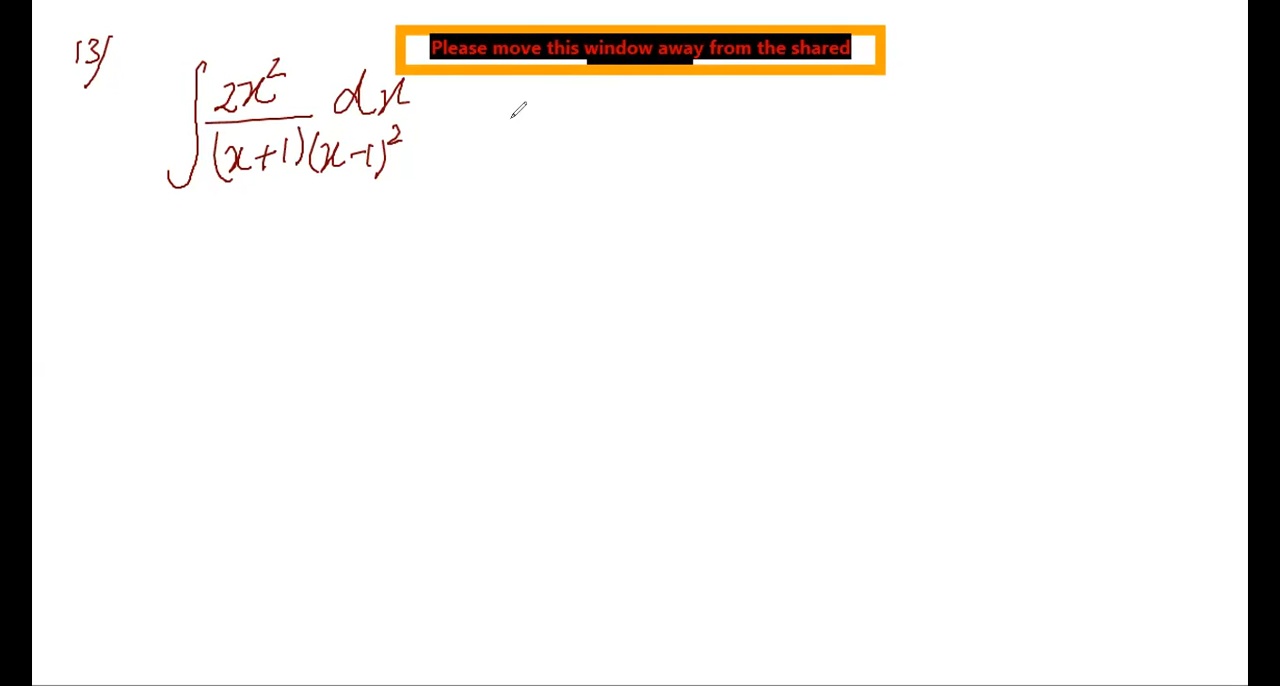 13/
Please move this window away from the shared
∫ 2x² / (x+1)(x-1)² dx